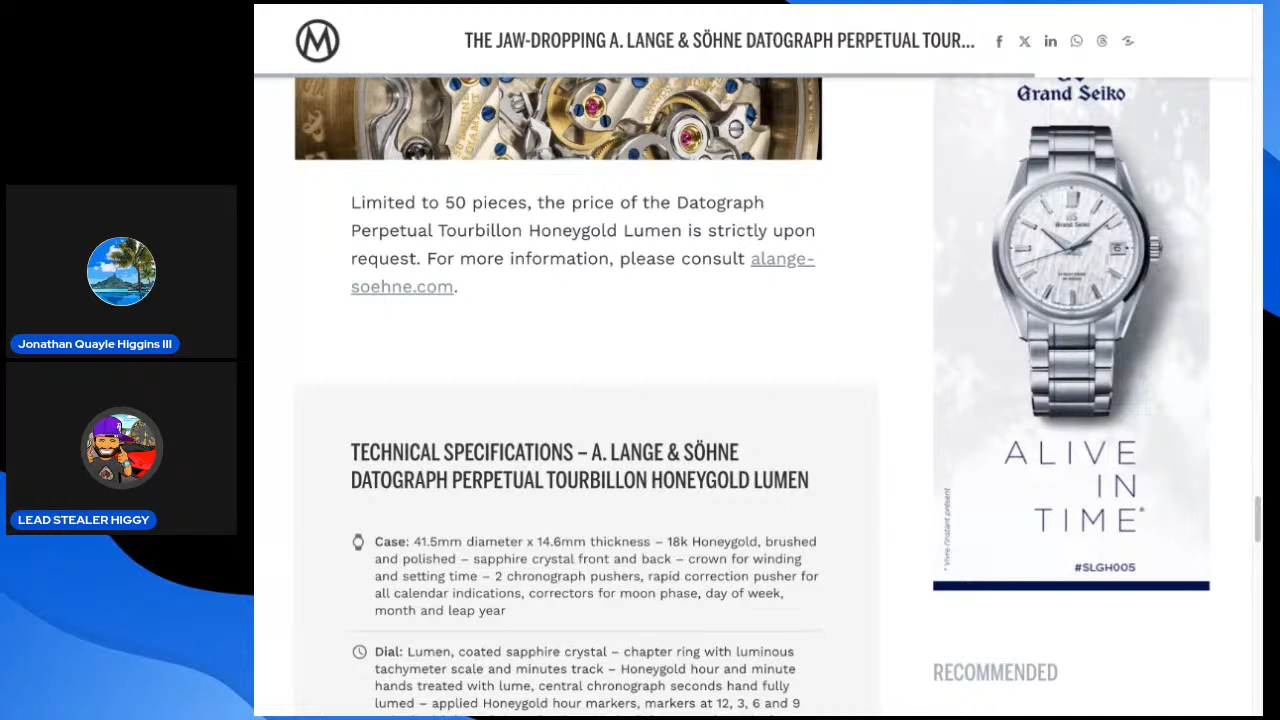 THE JAW-DROPPING A. LANGE & SÖHNE DATOGRAPH PERPETUAL TOUR...
Limited to 50 pieces, the price of the Datograph
Perpetual Tourbillon Honeygold Lumen is strictly upon
request. For more information, please consult alange-
soehne.com.
TECHNICAL SPECIFICATIONS – A. LANGE & SÖHNE
DATOGRAPH PERPETUAL TOURBILLON HONEYGOLD LUMEN
Case: 41.5mm diameter x 14.6mm thickness – 18k Honeygold, brushed
and polished – sapphire crystal front and back – crown for winding
and setting time – 2 chronograph pushers, rapid correction pusher for
all calendar indications, correctors for moon phase, day of week,
month and leap year
Dial: Lumen, coated sapphire crystal – chapter ring with luminous
tachymeter scale and minutes track – Honeygold hour and minute
hands treated with lume, central chronograph seconds hand fully
lumed – applied Honeygold hour markers, markers at 12, 3, 6 and 9
Grand Seiko
GS
Grand Seiko
6
ALIVE
IN
TIME*
* Vivre l'instant présent
#SLGH005
RECOMMENDED
Jonathan Quayle Higgins III
LEAD STEALER HIGGY